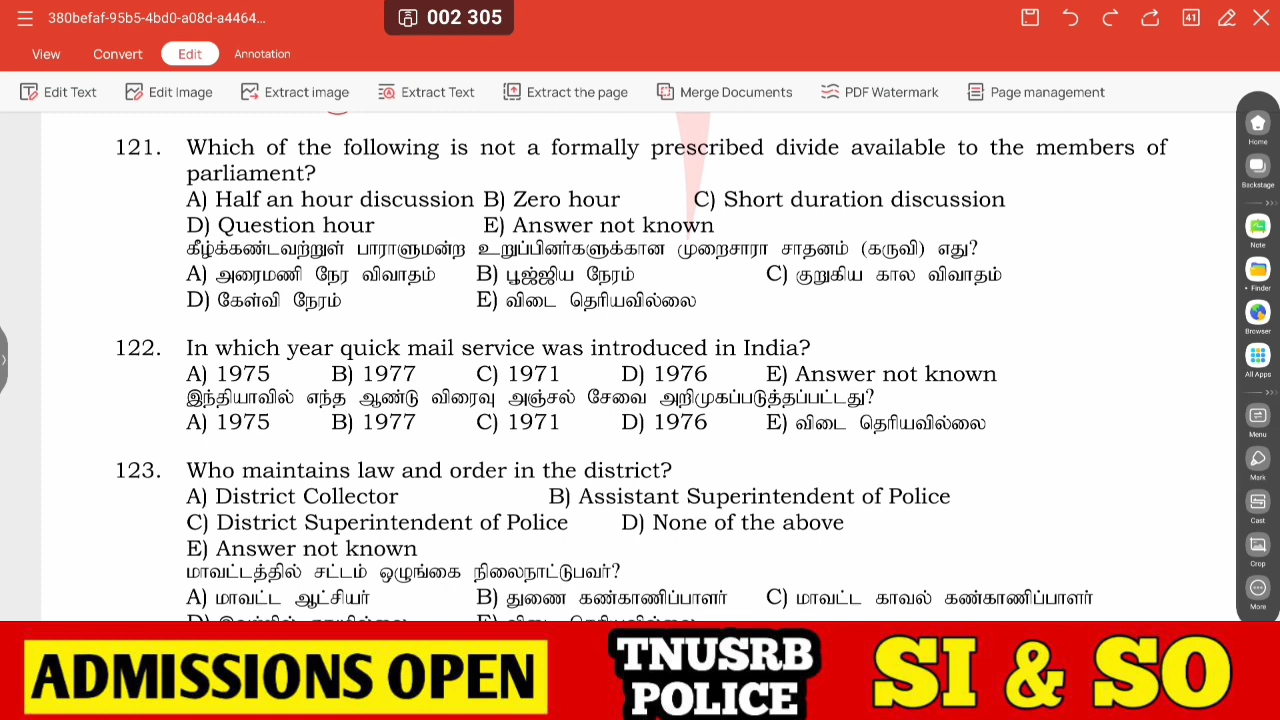 380befaf-95b5-4bd0-a08d-a4464...
002 305
41
View Convert Edit Annotation
Edit Text Edit Image Extract image Extract Text Extract the page Merge Documents PDF Watermark Page management
121. Which of the following is not a formally prescribed divide available to the members of
parliament?
A) Half an hour discussion B) Zero hour C) Short duration discussion
D) Question hour E) Answer not known
கீழ்க்கண்டவற்றுள் பாராளுமன்ற உறுப்பினர்களுக்கான முறைசாரா சாதனம் (கருவி) எது?
A) அரைமணி நேர விவாதம் B) பூஜ்ஜிய நேரம் C) குறுகிய கால விவாதம்
D) கேள்வி நேரம் E) விடை தெரியவில்லை
122. In which year quick mail service was introduced in India?
A) 1975 B) 1977 C) 1971 D) 1976 E) Answer not known
இந்தியாவில் எந்த ஆண்டு விரைவு அஞ்சல் சேவை அறிமுகப்படுத்தப்பட்டது?
A) 1975 B) 1977 C) 1971 D) 1976 E) விடை தெரியவில்லை
123. Who maintains law and order in the district?
A) District Collector B) Assistant Superintendent of Police
C) District Superintendent of Police D) None of the above
E) Answer not known
மாவட்டத்தில் சட்டம் ஒழுங்கை நிலைநாட்டுபவர்?
A) மாவட்ட ஆட்சியர் B) துணை கண்காணிப்பாளர் C) மாவட்ட காவல் கண்காணிப்பாளர்
Home
Backstage
Note
Finder
Browser
All Apps
Menu
Mark
Cast
Crop
More
ADMISSIONS OPEN
TNUSRB
POLICE
SI & SO